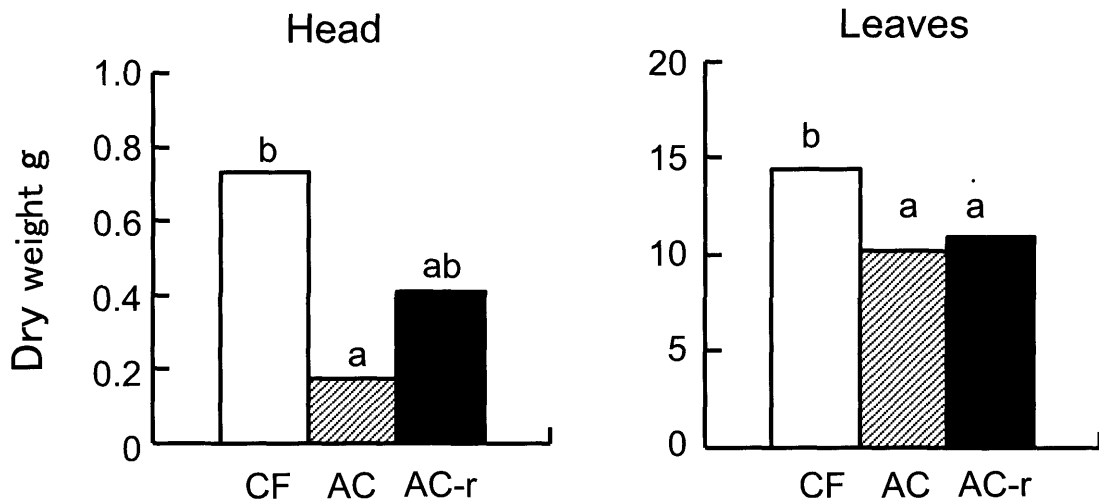 Head
Dry weight g
1.0
0.8
0.6
0.4
0.2
0
b
a
ab
CF AC AC-r
Leaves
20
15
10
5
0
b
a a
CF AC AC-r